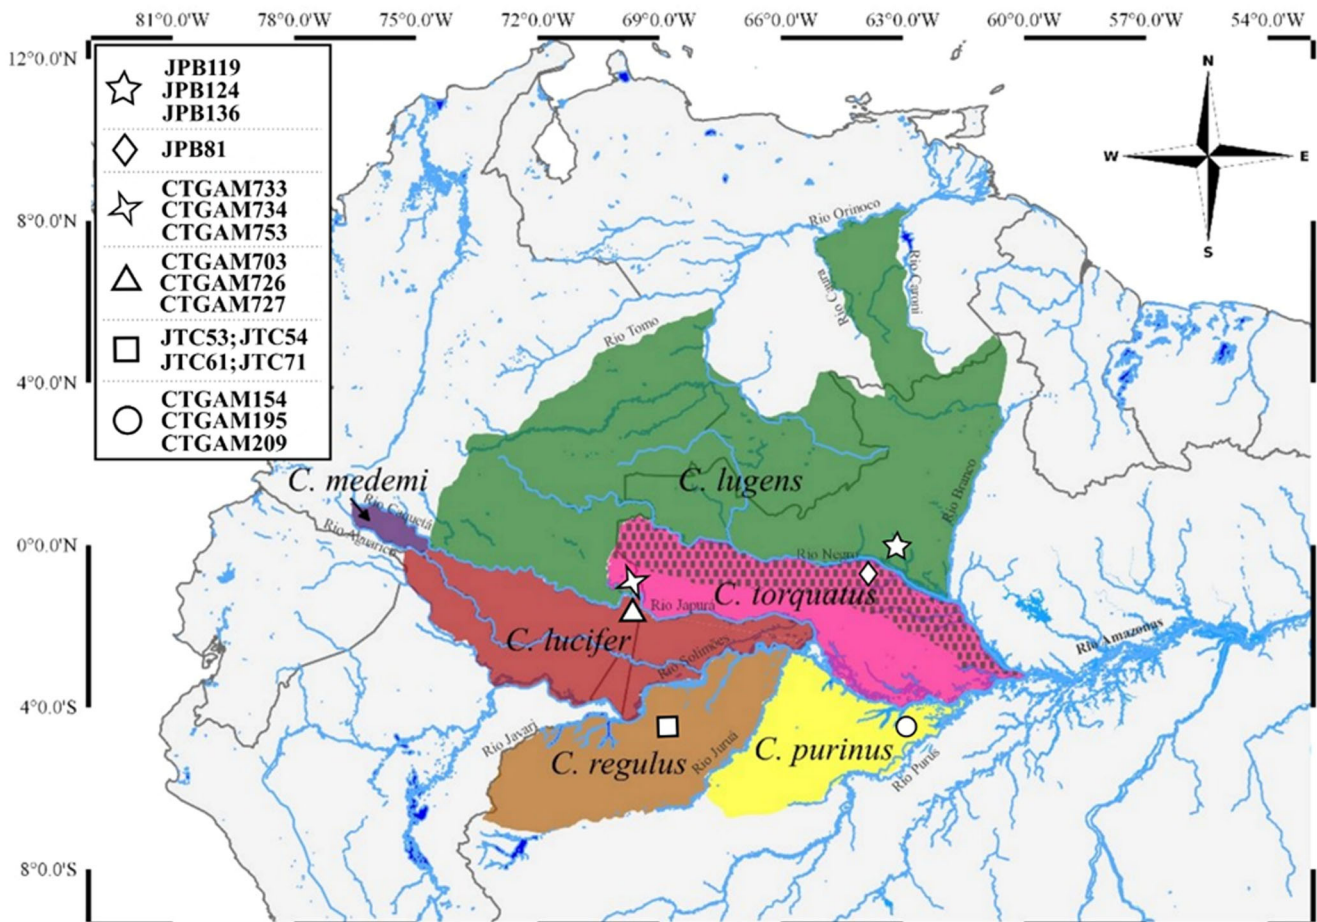 81°0.0'W 78°0.0'W 75°0.0'W 72°0.0'W 69°0.0'W 66°0.0'W 63°0.0'W 60°0.0'W 57°0.0'W 54°0.0'W
12°0.0'N
8°0.0'N
4°0.0'N
0°0.0'N
4°0.0'S
8°0.0'S
JPB119
JPB124
JPB136
JPB81
CTGAM733
CTGAM734
CTGAM753
CTGAM703
CTGAM726
CTGAM727
JTC53;JTC54
JTC61;JTC71
CTGAM154
CTGAM195
CTGAM209
N
W E
S
Rio Orinoco
Rio Caura
Rio Caroni
Rio Tomo
C. medemi
C. lugens
Rio Caquetá
Rio Aguarico
Rio Branco
Rio Negro
C. torquatus
Rio Japurá
C. lucifer
Rio Solimões
Rio Amazonas
Rio Javari
C. regulus
Rio Juruá
C. purinus
Rio Purus